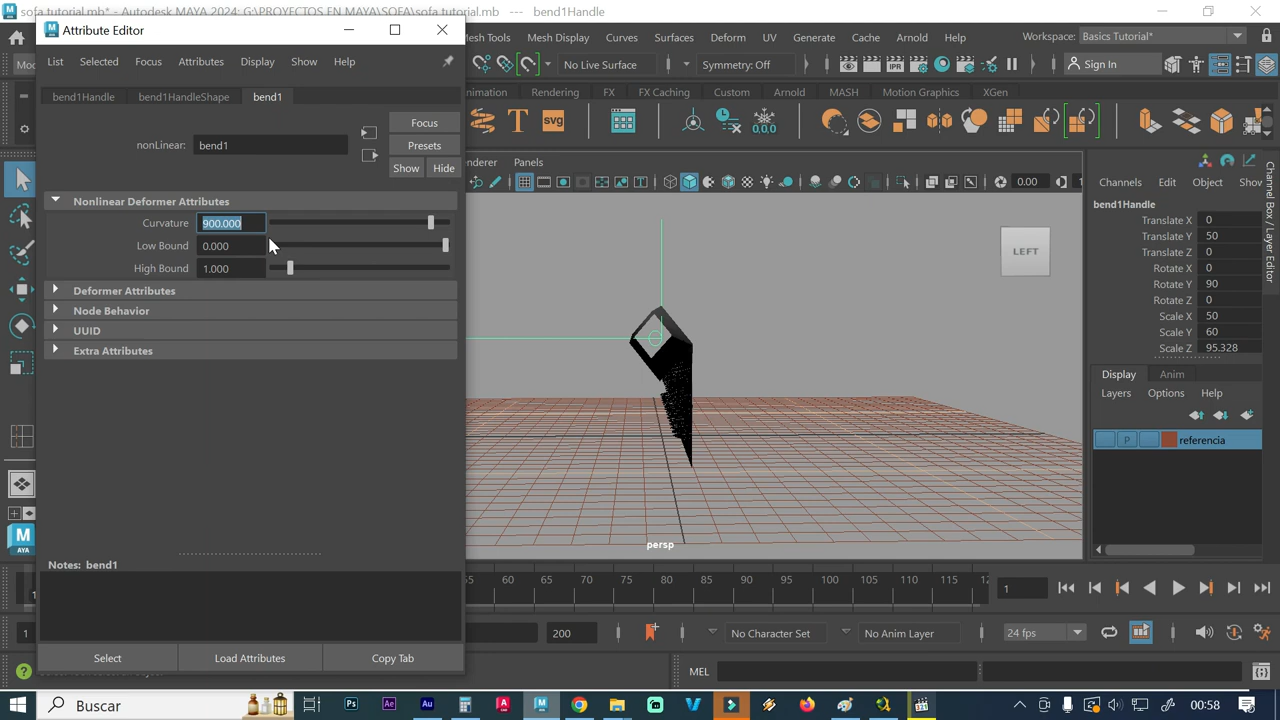 sofa tutorial.mb* - Autodesk MAYA 2024: G:\PROYECTOS EN MAYA\SOFA\sofa tutorial.mb --- bend1Handle
Attribute Editor
Mesh Tools Mesh Display Curves Surfaces Deform UV Generate Cache Arnold Help Workspace: Basics Tutorial*
List Selected Focus Attributes Display Show Help
No Live Surface Symmetry: Off Sign In
Rendering FX FX Caching Custom Arnold MASH Motion Graphics XGen
bend1Handle bend1HandleShape bend1
Focus
nonLinear: bend1 Presets
Show Hide
Panels
0.00
Channels Edit Object
Nonlinear Deformer Attributes
Curvature 900.000
Low Bound 0.000
High Bound 1.000
Deformer Attributes
Node Behavior
UUID
Extra Attributes
bend1Handle
Translate X 0
Translate Y 50
Translate Z 0
Rotate X 0
Rotate Y 90
Rotate Z 0
Scale X 50
Scale Y 60
Scale Z 95.328
Channel Box / Layer Editor
LEFT
Display Anim
Layers Options Help
P referencia
persp
Notes: bend1
60 65 70 75 80 85 90 95 100 105 110 115
1
1 200 No Character Set No Anim Layer 24 fps
Select Load Attributes Copy Tab
MEL
Buscar
00:58